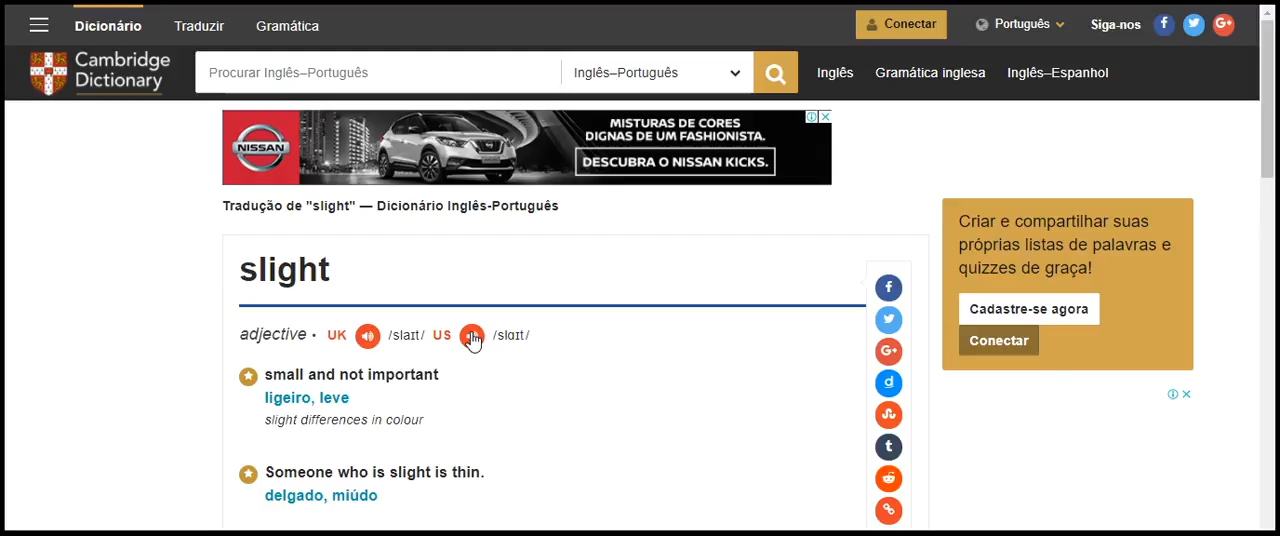 Dicionário Traduzir Gramática Conectar Português Siga-nos
Cambridge
Dictionary
Procurar Inglês–Português Inglês–Português Inglês Gramática inglesa Inglês–Espanhol
MISTURAS DE CORES
DIGNAS DE UM FASHIONISTA.
NISSAN
DESCUBRA O NISSAN KICKS.
Tradução de "slight" — Dicionário Inglês-Português
slight
adjective · UK /slaɪt/ US /slɑɪt/
small and not important
ligeiro, leve
slight differences in colour
Someone who is slight is thin.
delgado, miúdo
Criar e compartilhar suas
próprias listas de palavras e
quizzes de graça!
Cadastre-se agora
Conectar